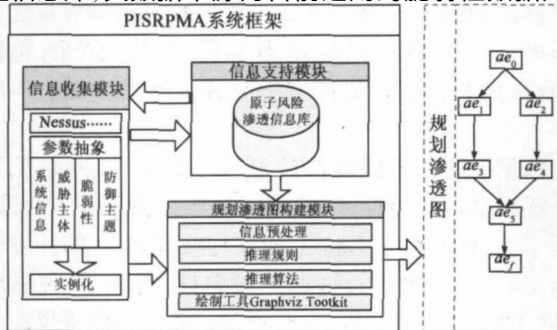 PISRPMA系统框架
信息收集模块
Nessus……
参数抽象
系统信息
威胁主体
脆弱性
防御主题
实例化
信息支持模块
原子风险
渗透信息库
规划渗透图构建模块
信息预处理
推理规则
推理算法
绘制工具Graphviz Tootkit
规划渗透图
ae0
ae1
ae2
ae3
ae4
ae5
aef